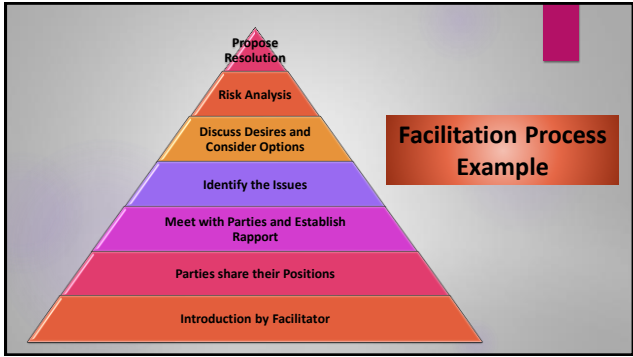 Propose
Resolution
Risk Analysis
Discuss Desires and
Consider Options
Facilitation Process
Example
Identify the Issues
Meet with Parties and Establish
Rapport
Parties share their Positions
Introduction by Facilitator